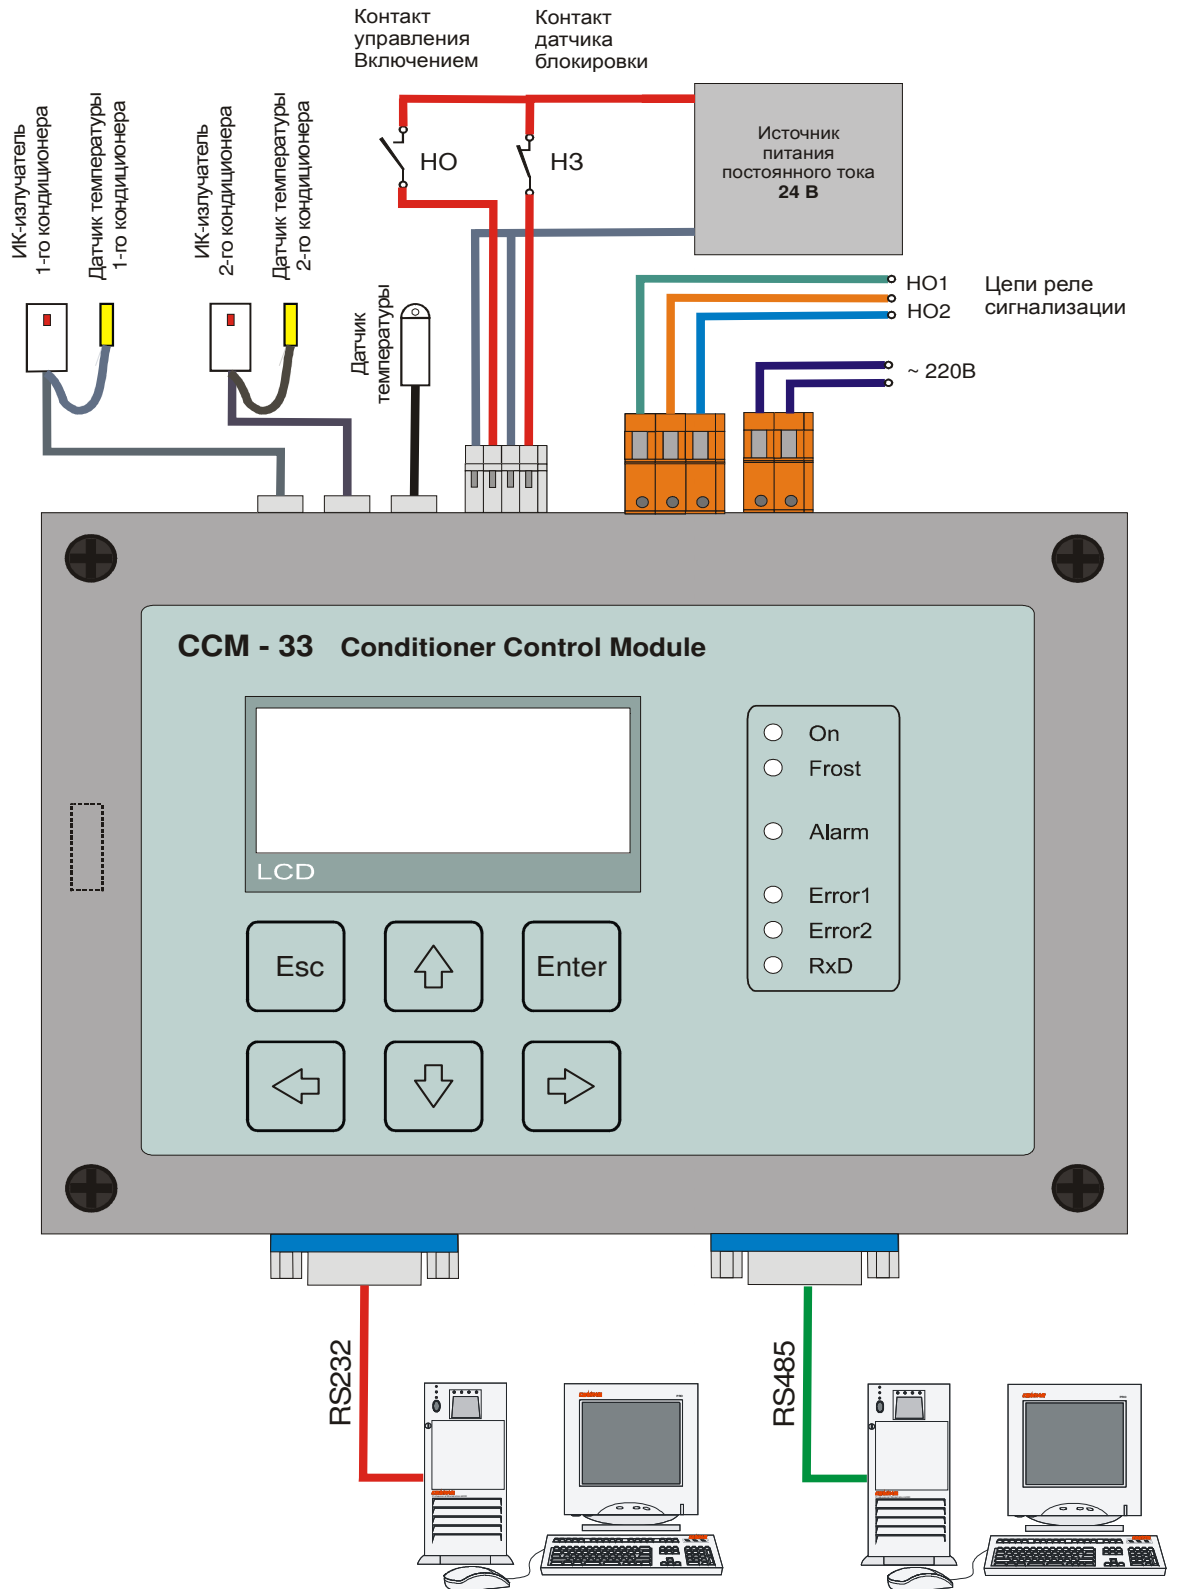 Контакт
управления
Включением
Контакт
датчика
блокировки
ИК-излучатель
1-го кондиционера
Датчик температуры
1-го кондиционера
ИК-излучатель
2-го кондиционера
Датчик температуры
2-го кондиционера
НО
НЗ
Источник
питания
постоянного тока
24 В
Датчик
температуры
НО1
НО2
Цепи реле
сигнализации
~ 220В
CCM - 33 Conditioner Control Module
LCD
On
Frost
Alarm
Error1
Error2
RxD
Esc
Enter
RS232
RS485